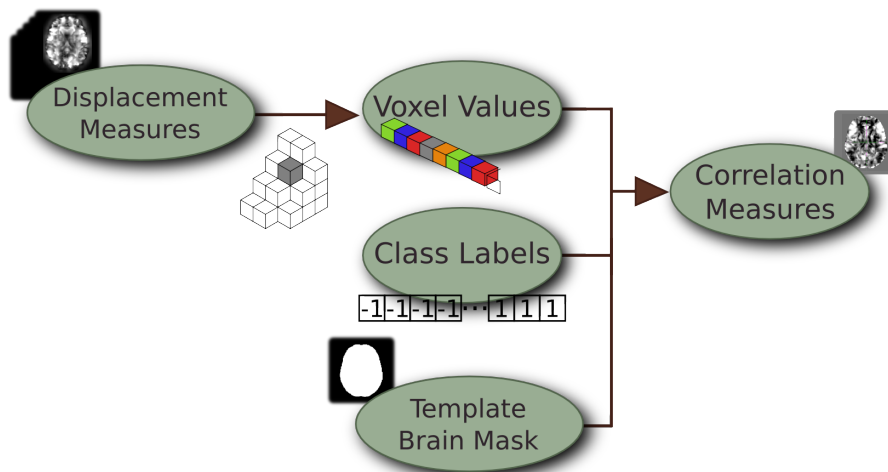 Displacement
Measures
Voxel Values
Class Labels
-1 -1 -1 -1 ... 1 1 1
Template
Brain Mask
Correlation
Measures